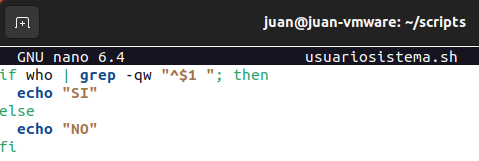 juan@juan-vmware: ~/scripts
GNU nano 6.4 usuariosistema.sh
if who | grep -qw "^$1 "; then
  echo "SI"
else
  echo "NO"
fi